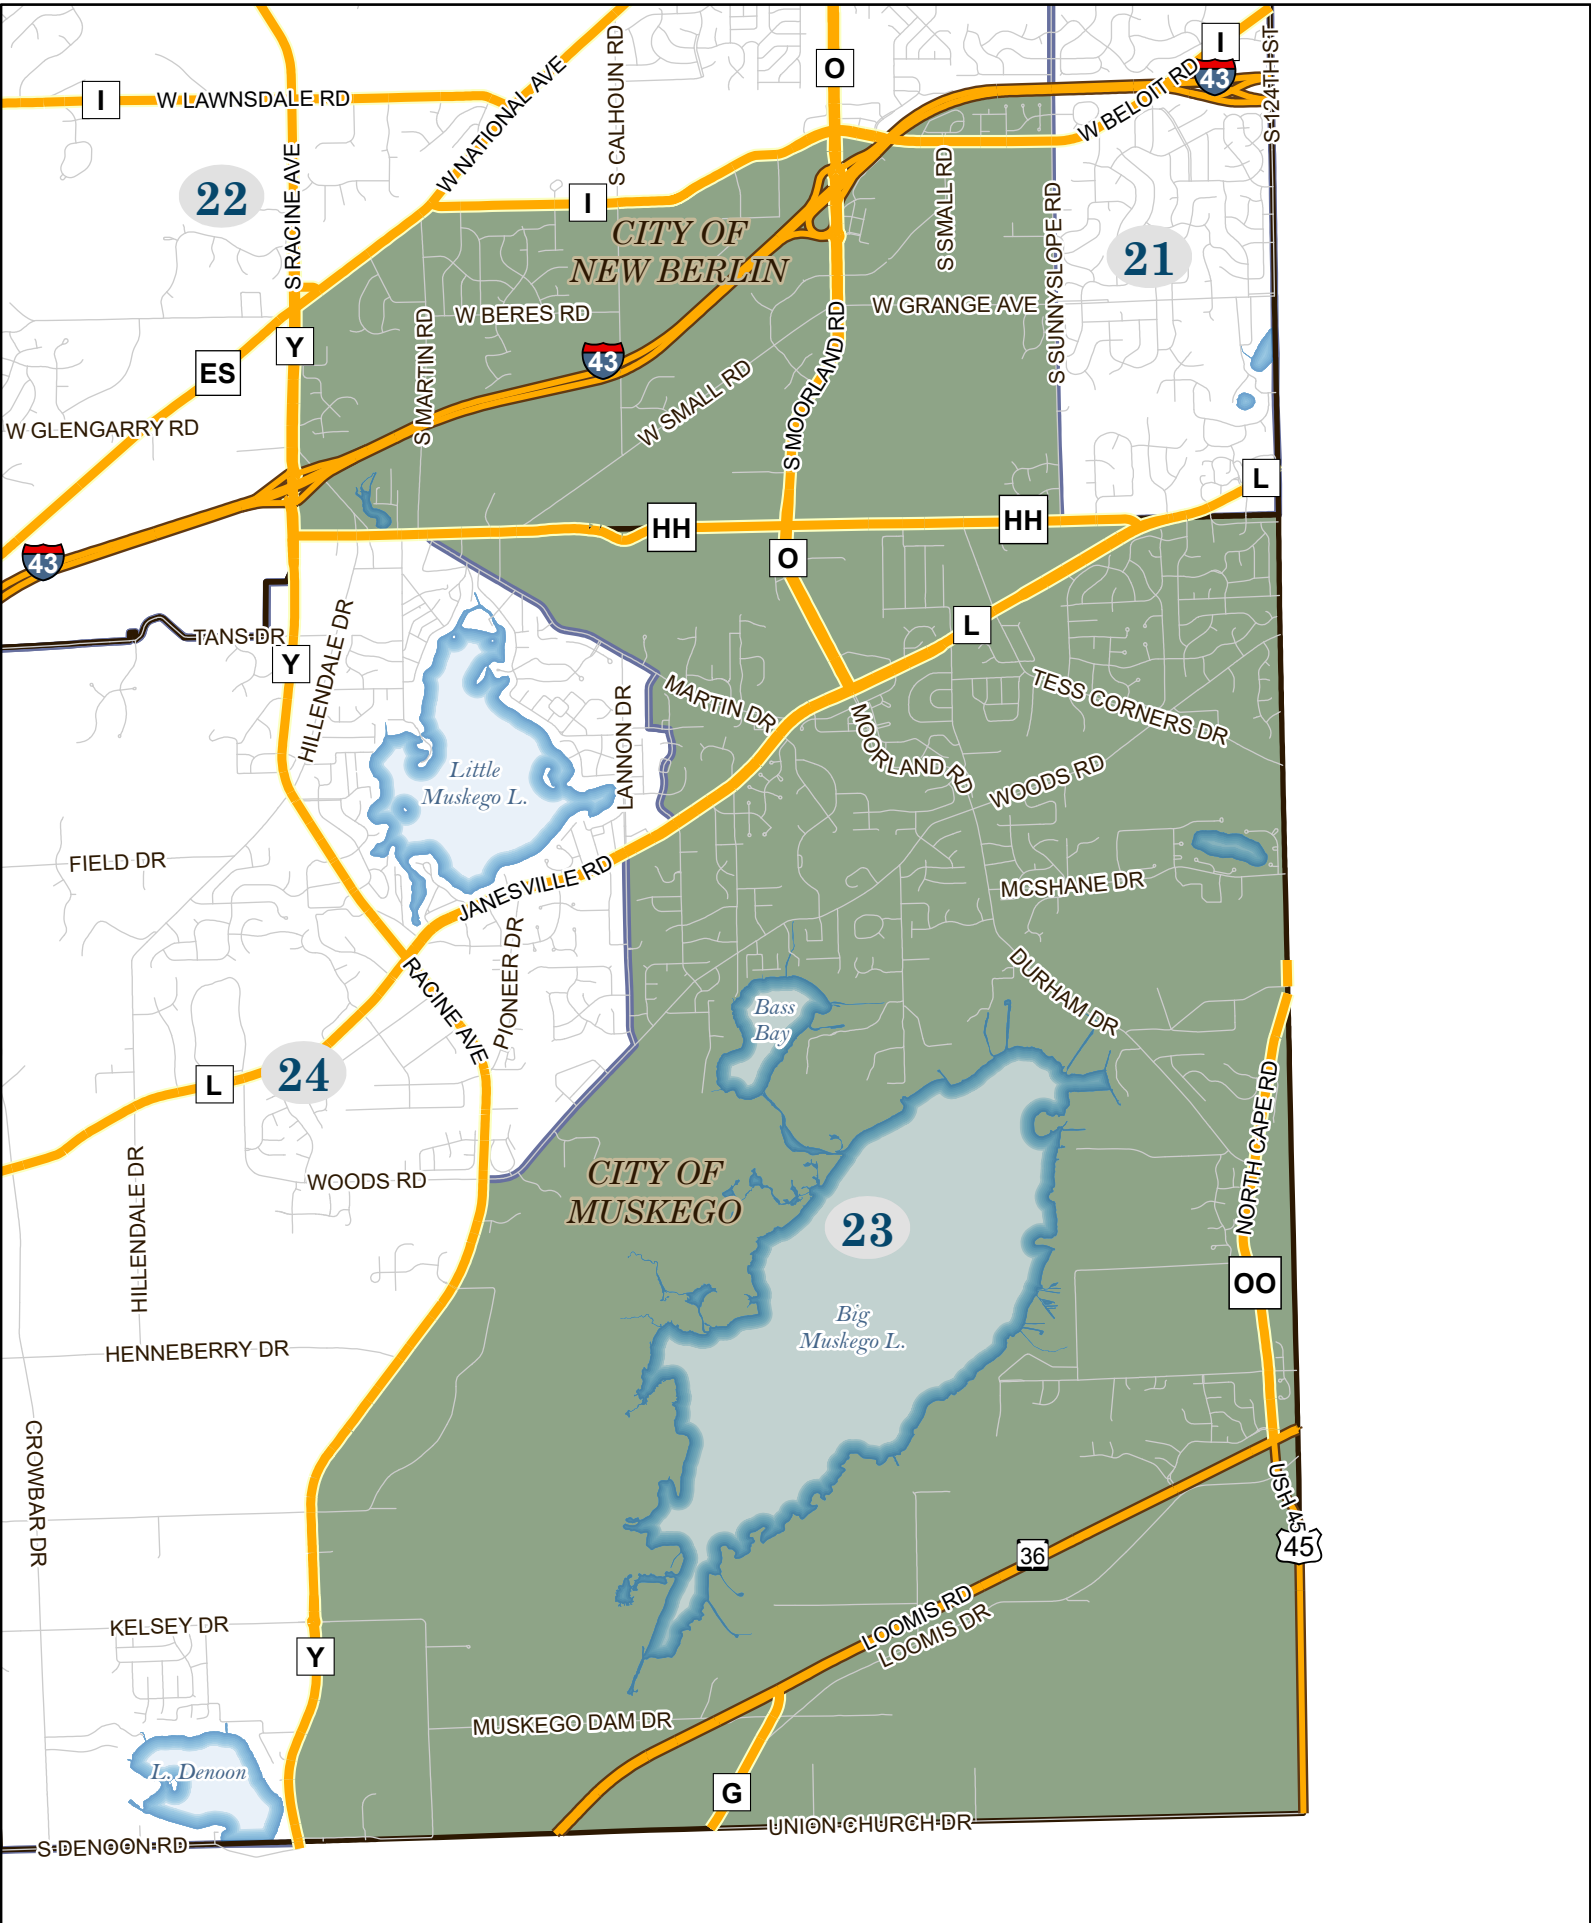 I
43
I
W LAWNSDALE RD
W NATIONAL AVE
S CALHOUN RD
O
W BELOIT RD
S 124TH ST
22
S RACINE AVE
I
CITY OF
NEW BERLIN
S SMALL RD
S SUNNYSLOPE RD
21
W BERES RD
W GRANGE AVE
S MARTIN RD
Y
ES
43
W SMALL RD
S MOORLAND RD
W GLENGARRY RD
L
HH
HH
43
O
TANS DR
Y
HILLENDALE DR
L
MARTIN DR
LANNON DR
TESS CORNERS DR
MOORLAND RD
WOODS RD
Little
Muskego L.
FIELD DR
JANESVILLE RD
MCSHANE DR
RACINE AVE
PIONEER DR
DURHAM DR
Bass
Bay
24
L
NORTH CAPE RD
WOODS RD
CITY OF
MUSKEGO
HILLENDALE DR
23
OO
Big
Muskego L.
HENNEBERRY DR
CROWBAR DR
USH 45
45
36
LOOMIS RD
LOOMIS DR
KELSEY DR
Y
MUSKEGO DAM DR
L. Denoon
G
UNION CHURCH DR
S DENOON RD